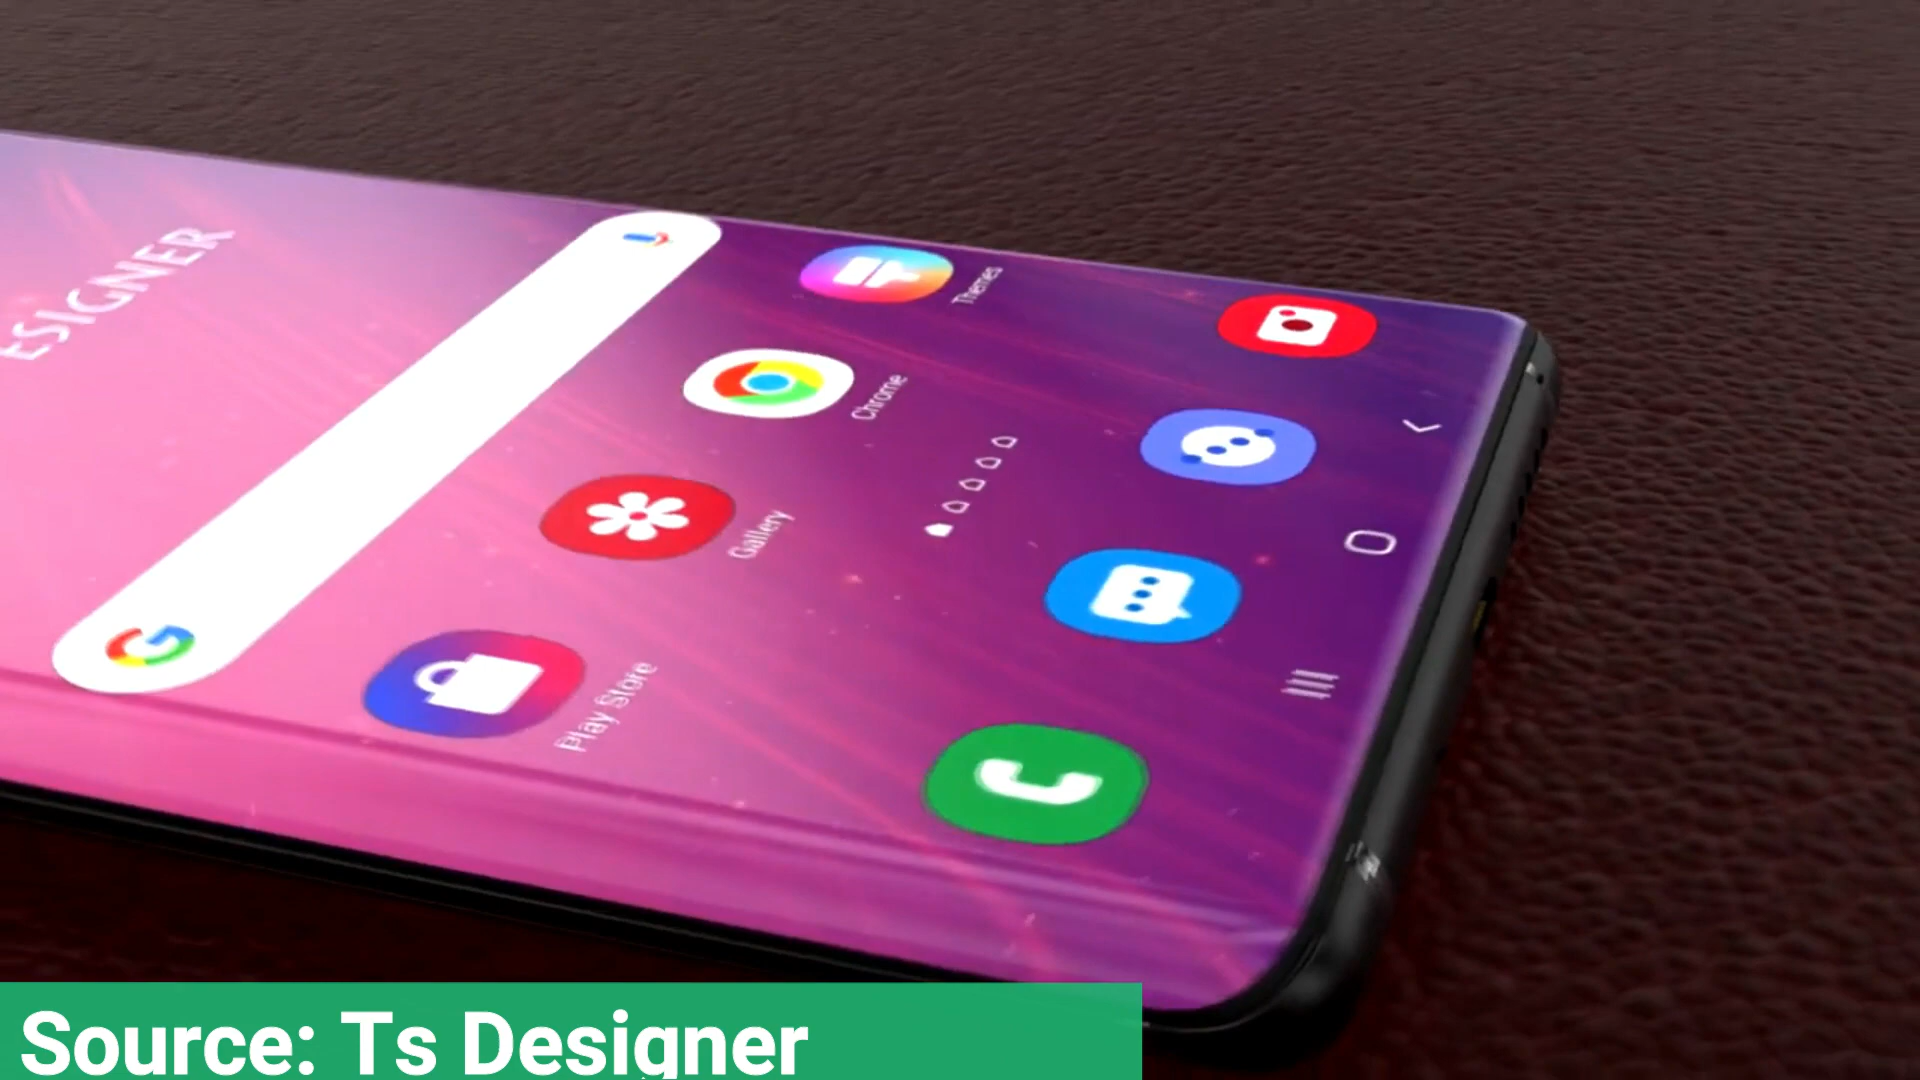 ESIGNER
Themes
Chrome
Gallery
Play Store
Source: Ts Designer